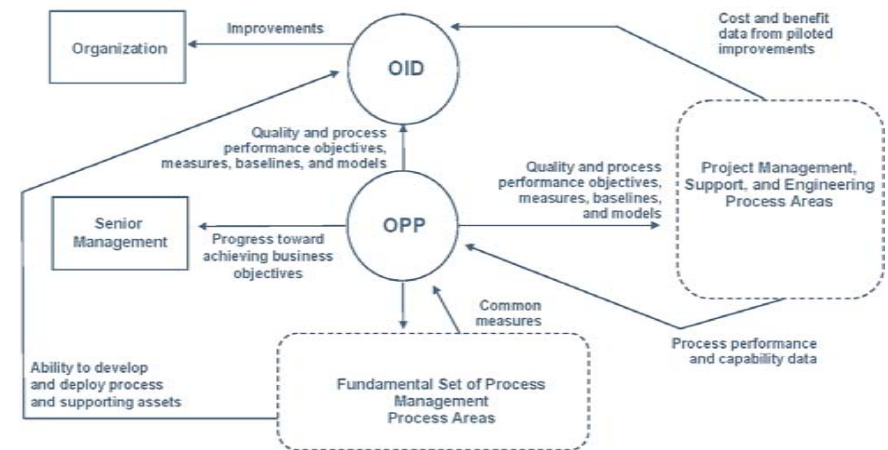 Cost and benefit
data from piloted
improvements
Organization
Improvements
OID
Quality and process
performance objectives,
measures, baselines, and models
Quality and process
performance objectives,
measures, baselines,
and models
Project Management,
Support, and Engineering
Process Areas
Senior
Management
OPP
Progress toward
achieving business
objectives
Common
measures
Process performance
and capability data
Ability to develop
and deploy process
and supporting assets
Fundamental Set of Process
Management
Process Areas